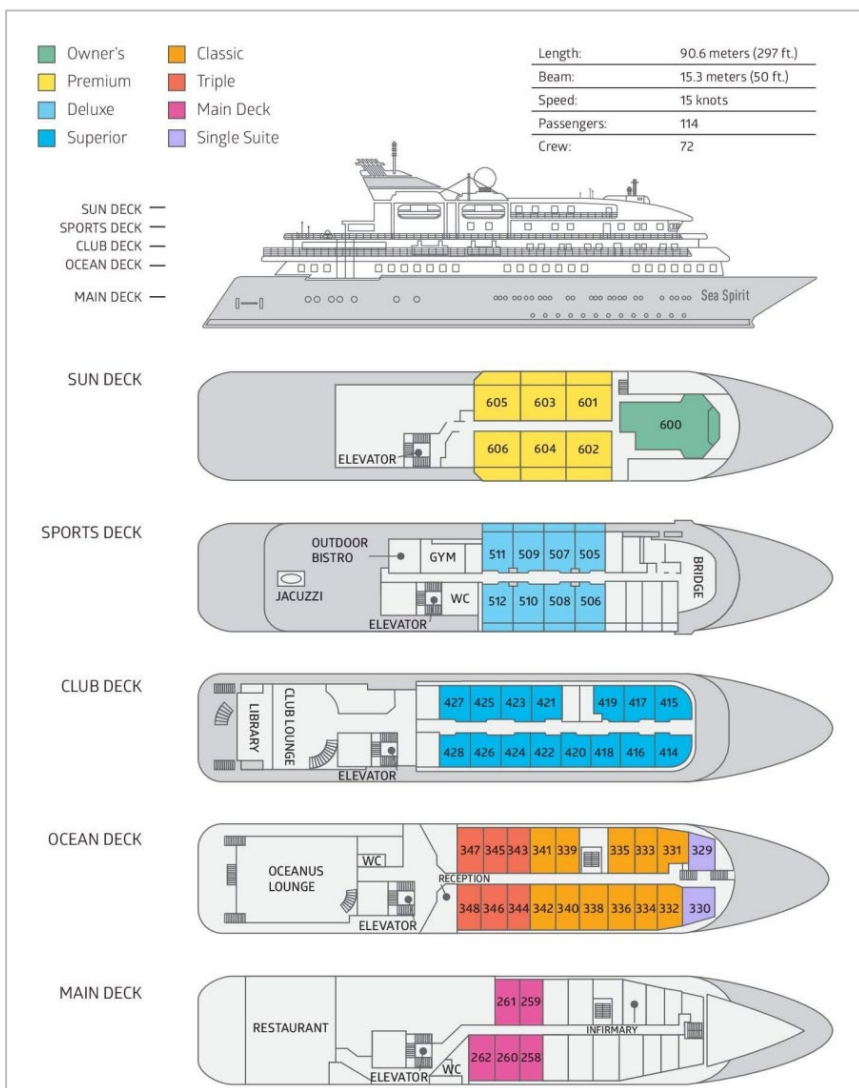 Owner's Classic
Premium Triple
Deluxe Main Deck
Superior Single Suite
Length: 90.6 meters (297 ft.)
Beam: 15.3 meters (50 ft.)
Speed: 15 knots
Passengers: 114
Crew: 72
SUN DECK
SPORTS DECK
CLUB DECK
OCEAN DECK
MAIN DECK
Sea Spirit
SUN DECK
605 603 601
600
606 604 602
ELEVATOR
SPORTS DECK
OUTDOOR
BISTRO
GYM
511 509 507 505
BRIDGE
JACUZZI
512 510 508 506
WC
ELEVATOR
CLUB DECK
LIBRARY
CLUB LOUNGE
427 425 423 421 419 417 415
428 426 424 422 420 418 416 414
ELEVATOR
OCEAN DECK
OCEANUS
LOUNGE
WC
347 345 343 341 339 335 333 331 329
RECEPTION
348 346 344 342 340 338 336 334 332 330
ELEVATOR
MAIN DECK
RESTAURANT
261 259
INFIRMARY
262 260 258
WC
ELEVATOR